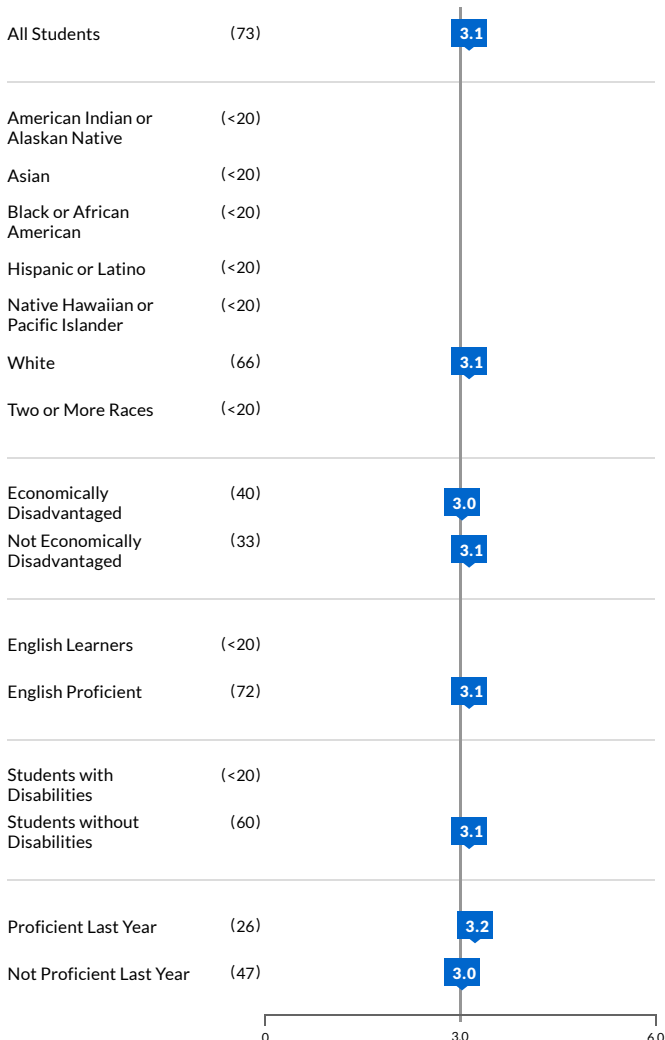 All Students (73) 3.1
American Indian or (<20)
Alaskan Native
Asian (<20)
Black or African (<20)
American
Hispanic or Latino (<20)
Native Hawaiian or (<20)
Pacific Islander
White (66) 3.1
Two or More Races (<20)
Economically (40) 3.0
Disadvantaged
Not Economically (33) 3.1
Disadvantaged
English Learners (<20)
English Proficient (72) 3.1
Students with (<20)
Disabilities
Students without (60) 3.1
Disabilities
Proficient Last Year (26) 3.2
Not Proficient Last Year (47) 3.0
0 3.0 6.0